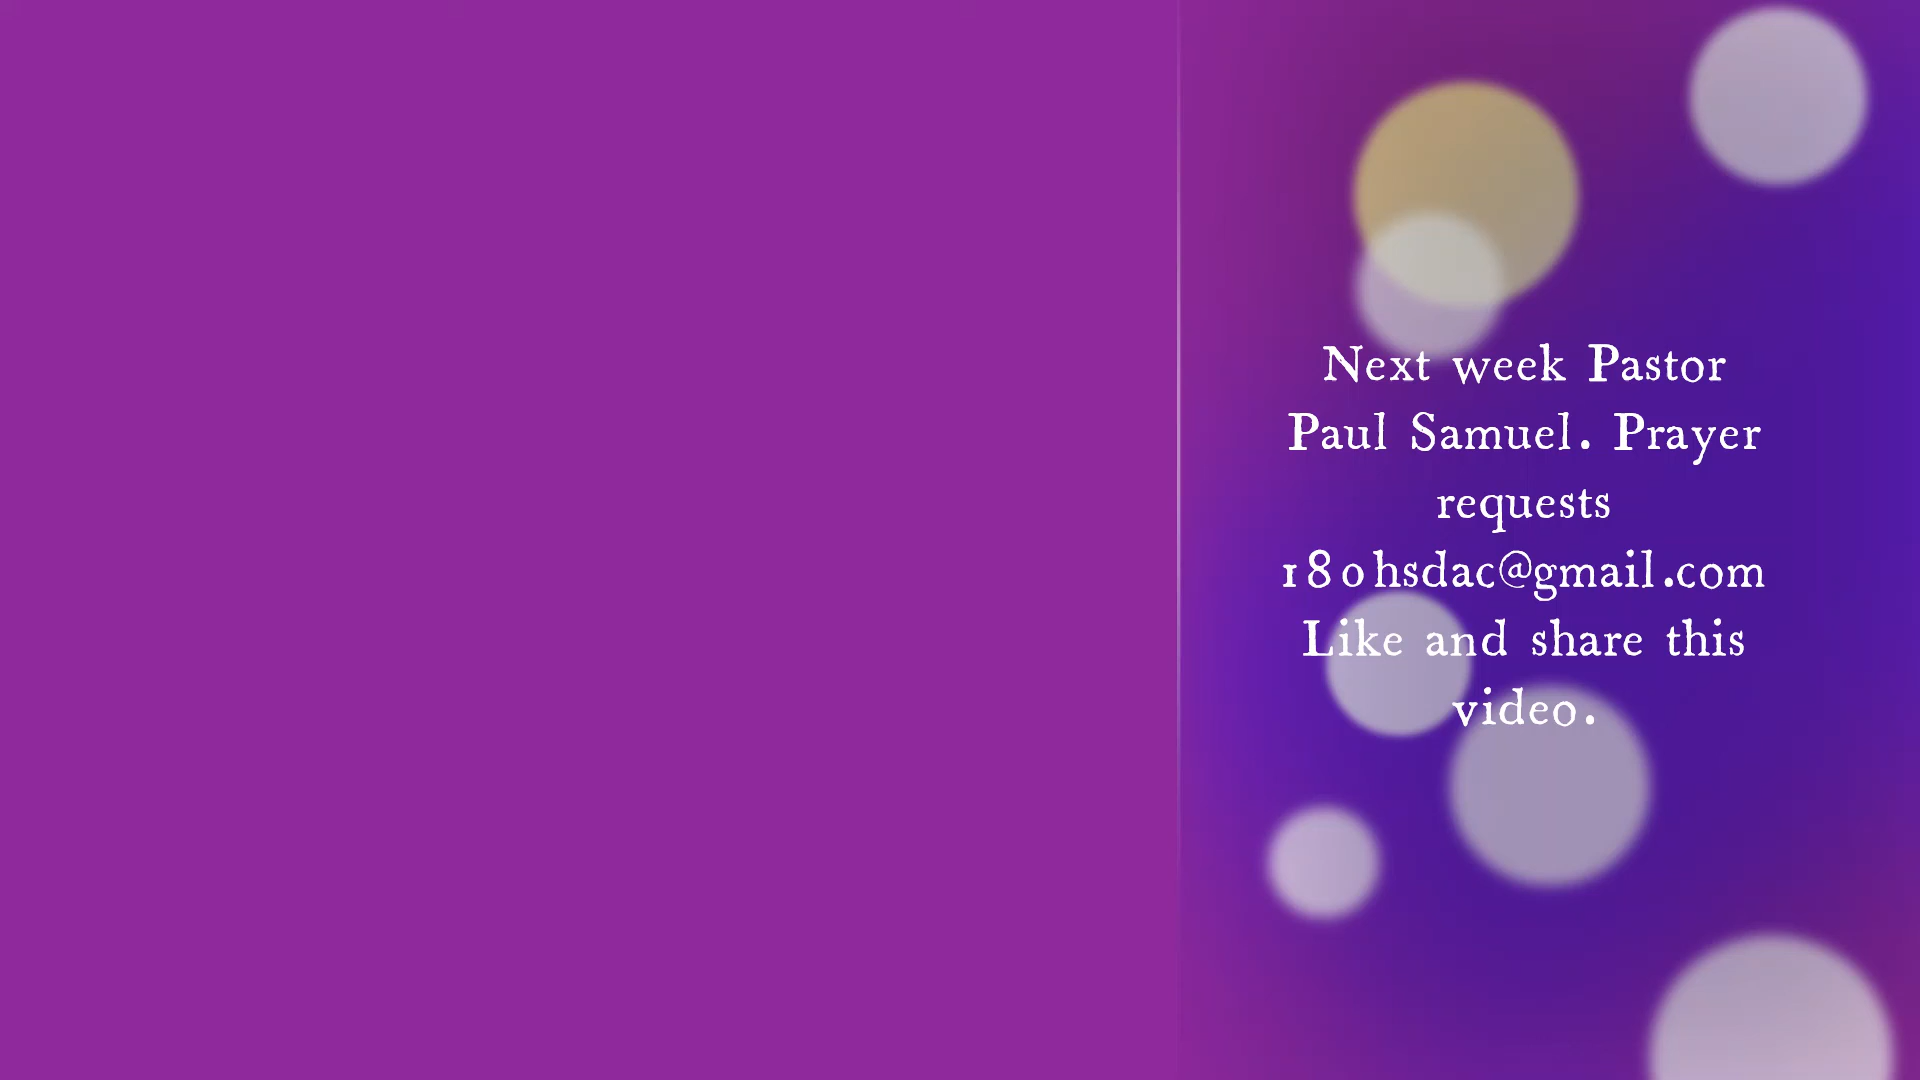 Next week Pastor
Paul Samuel. Prayer
requests
180hsdac@gmail.com
Like and share this
video.